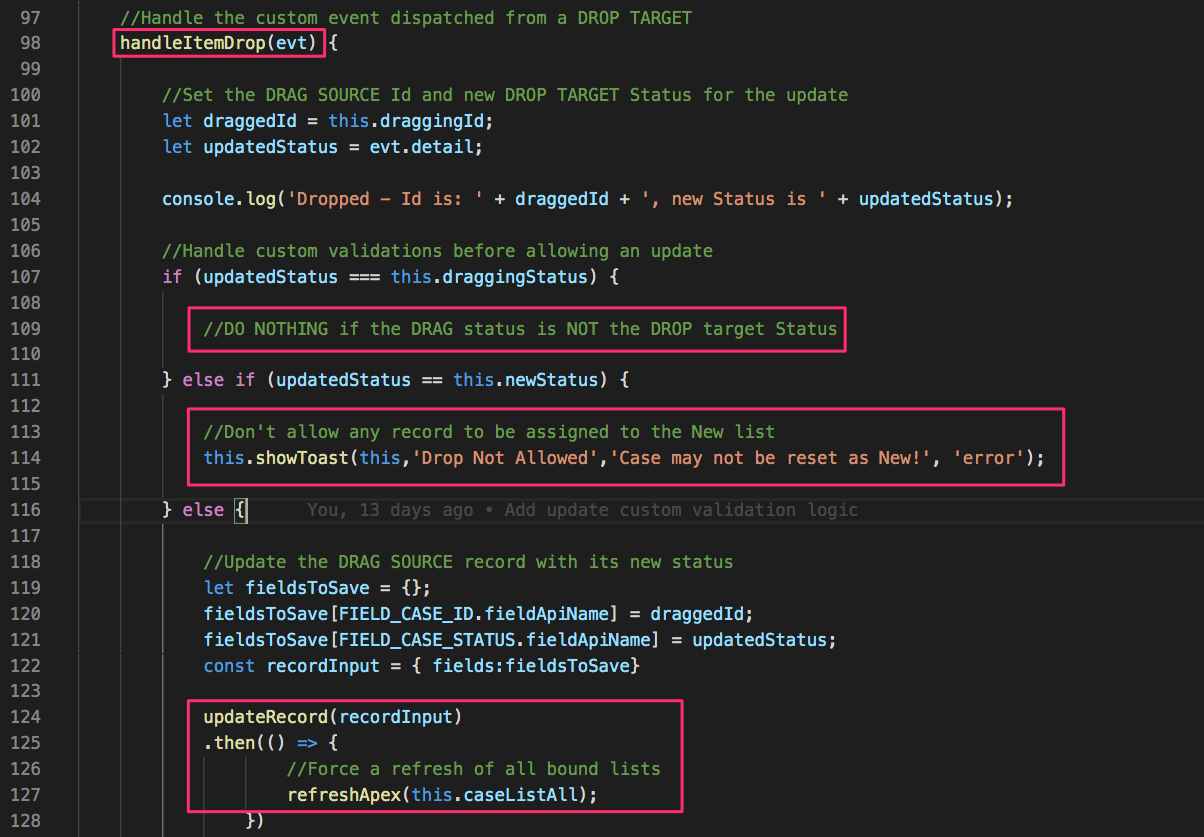 97 //Handle the custom event dispatched from a DROP TARGET
98 handleItemDrop(evt) {
99
100 //Set the DRAG SOURCE Id and new DROP TARGET Status for the update
101 let draggedId = this.draggingId;
102 let updatedStatus = evt.detail;
103
104 console.log('Dropped - Id is: ' + draggedId + ', new Status is ' + updatedStatus);
105
106 //Handle custom validations before allowing an update
107 if (updatedStatus === this.draggingStatus) {
108
109 //DO NOTHING if the DRAG status is NOT the DROP target Status
110
111 } else if (updatedStatus == this.newStatus) {
112
113 //Don't allow any record to be assigned to the New list
114 this.showToast(this,'Drop Not Allowed','Case may not be reset as New!', 'error');
115
116 } else { You, 13 days ago • Add update custom validation logic
117
118 //Update the DRAG SOURCE record with its new status
119 let fieldsToSave = {};
120 fieldsToSave[FIELD_CASE_ID.fieldApiName] = draggedId;
121 fieldsToSave[FIELD_CASE_STATUS.fieldApiName] = updatedStatus;
122 const recordInput = { fields:fieldsToSave}
123
124 updateRecord(recordInput)
125 .then(() => {
126 //Force a refresh of all bound lists
127 refreshApex(this.caseListAll);
128 })